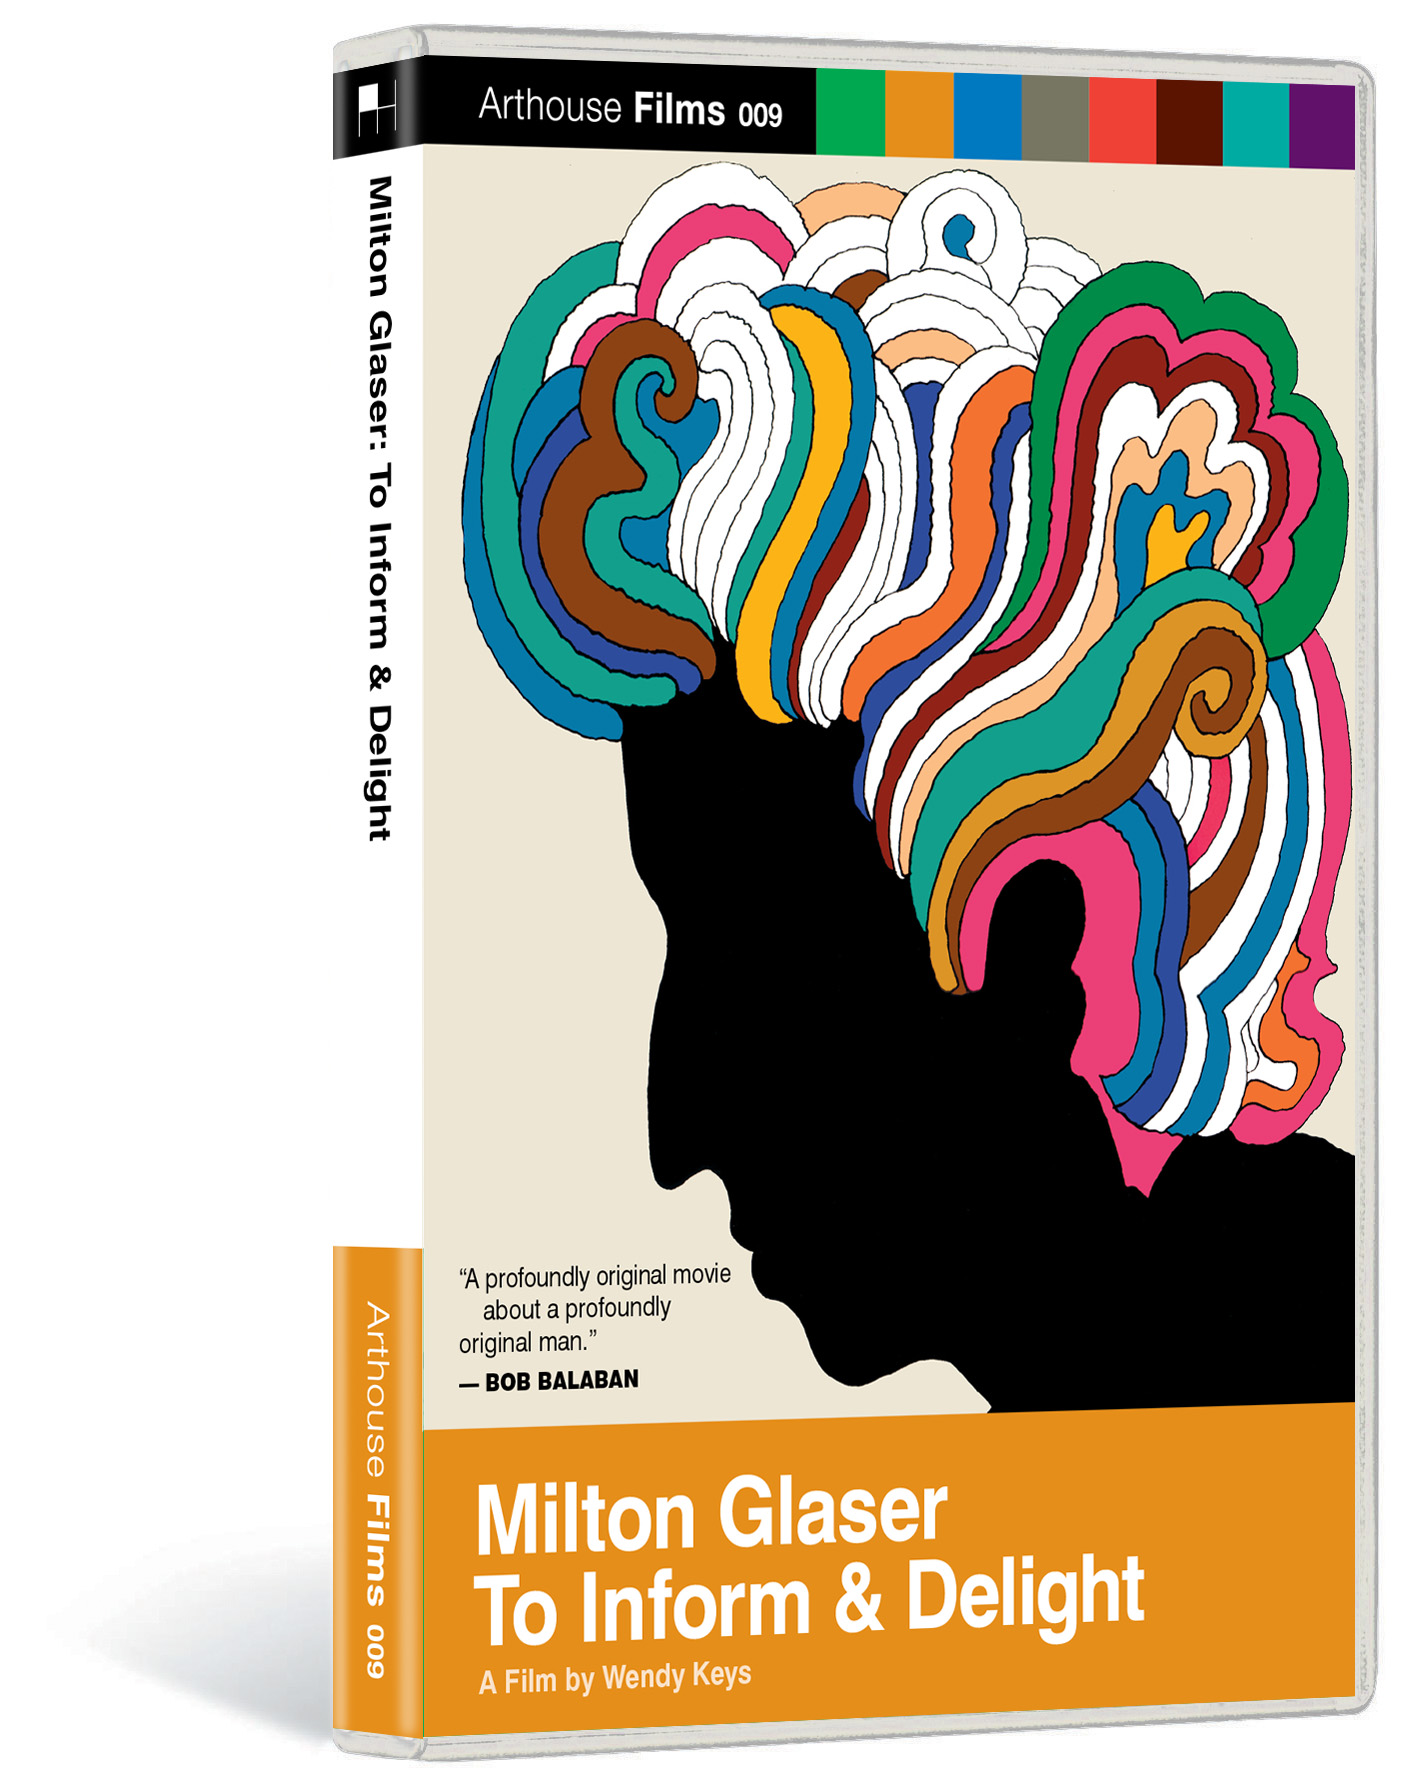 Arthouse Films 009
Milton Glaser: To Inform & Delight
Arthouse Films 009
“A profoundly original movie
about a profoundly
original man.”
— BOB BALABAN
Milton Glaser
To Inform & Delight
A Film by Wendy Keys